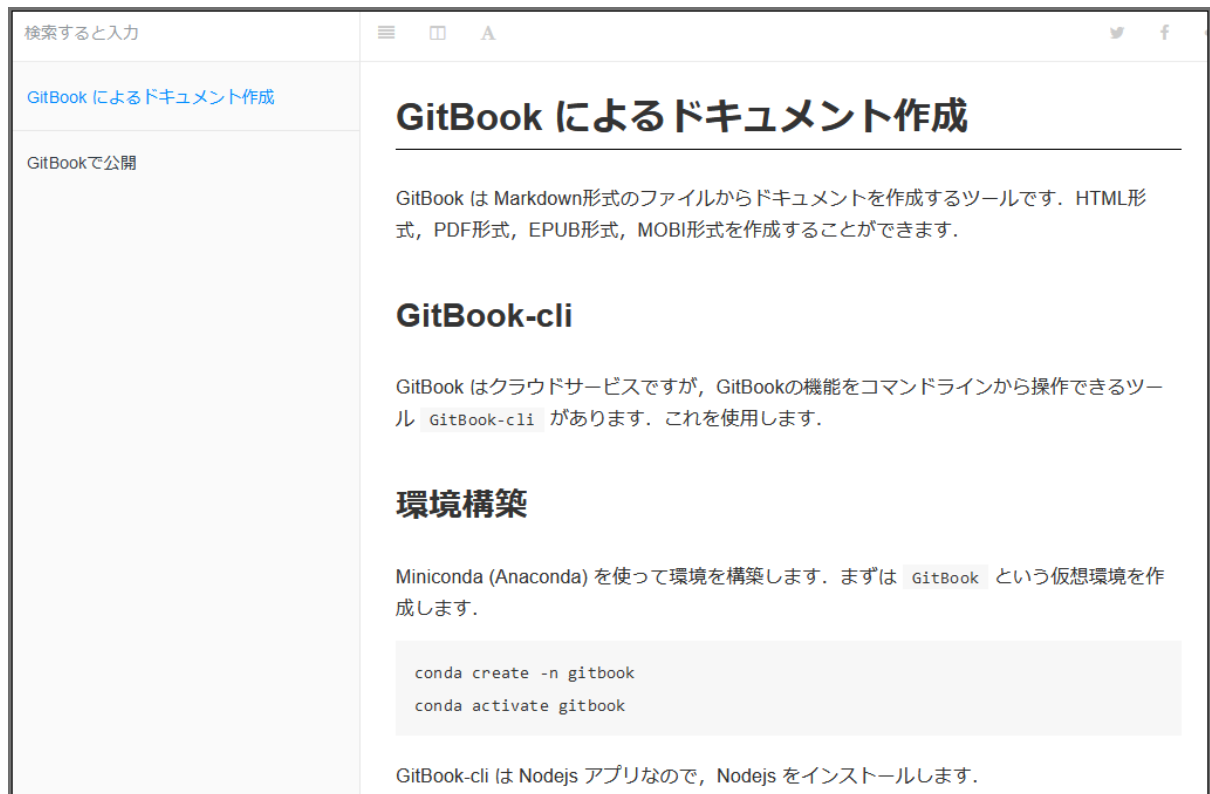 検索すると入力
A
GitBook によるドキュメント作成
GitBookで公開
GitBook によるドキュメント作成
GitBook は Markdown形式のファイルからドキュメントを作成するツールです．HTML形
式，PDF形式，EPUB形式，MOBI形式を作成することができます．
GitBook-cli
GitBook はクラウドサービスですが，GitBookの機能をコマンドラインから操作できるツー
ル GitBook-cli があります．これを使用します．
環境構築
Miniconda (Anaconda) を使って環境を構築します．まずは GitBook という仮想環境を作
成します．
conda create -n gitbook
conda activate gitbook
GitBook-cli は Nodejs アプリなので，Nodejs をインストールします．